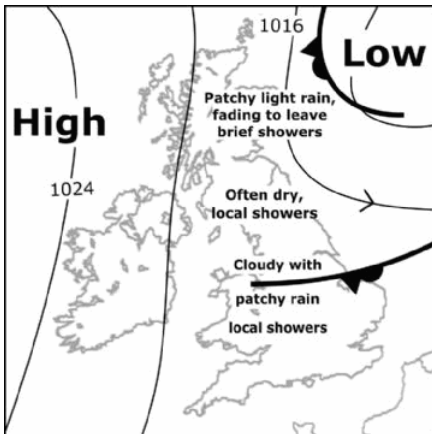 1016
Low
High
Patchy light rain,
fading to leave
brief showers
1024
Often dry,
local showers
Cloudy with
patchy rain
local showers